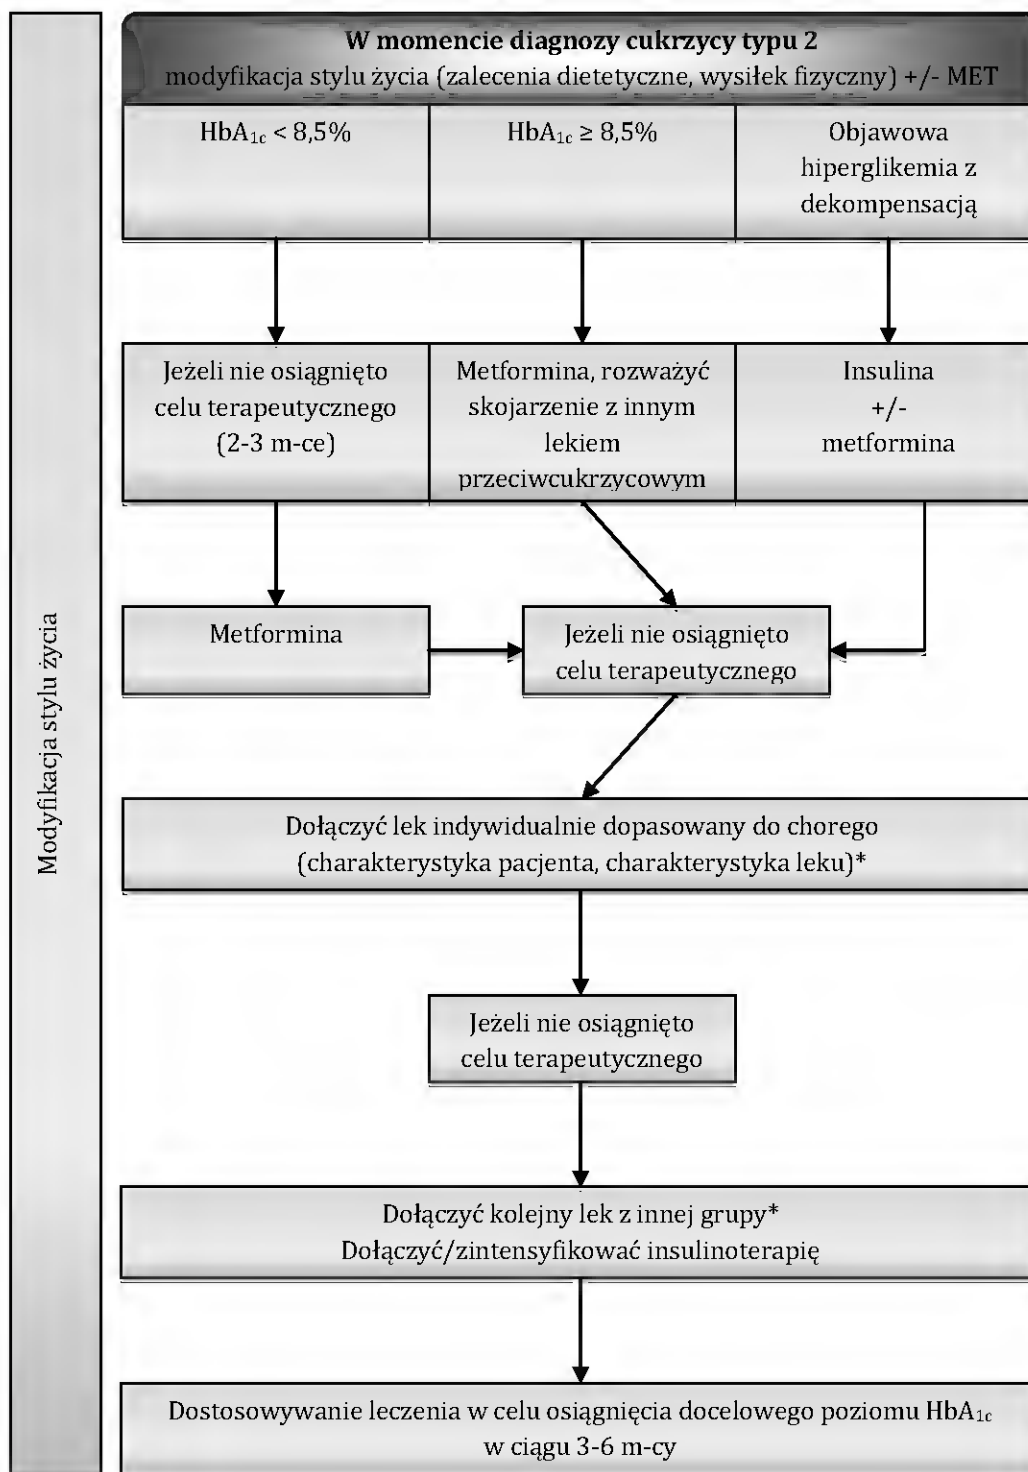 Modyfikacja stylu życia
W momencie diagnozy cukrzycy typu 2
modyfikacja stylu życia (zalecenia dietetyczne, wysiłek fizyczny) +/- MET
HbA1c < 8,5%
HbA1c ≥ 8,5%
Objawowa
hiperglikemia z
dekompensacją
Jeżeli nie osiągnięto
celu terapeutycznego
(2-3 m-ce)
Metformina, rozważyć
skojarzenie z innym
lekiem
przeciwcukrzycowym
Insulina
+/-
metformina
Metformina
Jeżeli nie osiągnięto
celu terapeutycznego
Dołączyć lek indywidualnie dopasowany do chorego
(charakterystyka pacjenta, charakterystyka leku)*
Jeżeli nie osiągnięto
celu terapeutycznego
Dołączyć kolejny lek z innej grupy*
Dołączyć/zintensyfikować insulinoterapię
Dostosowywanie leczenia w celu osiągnięcia docelowego poziomu HbA1c
w ciągu 3-6 m-cy